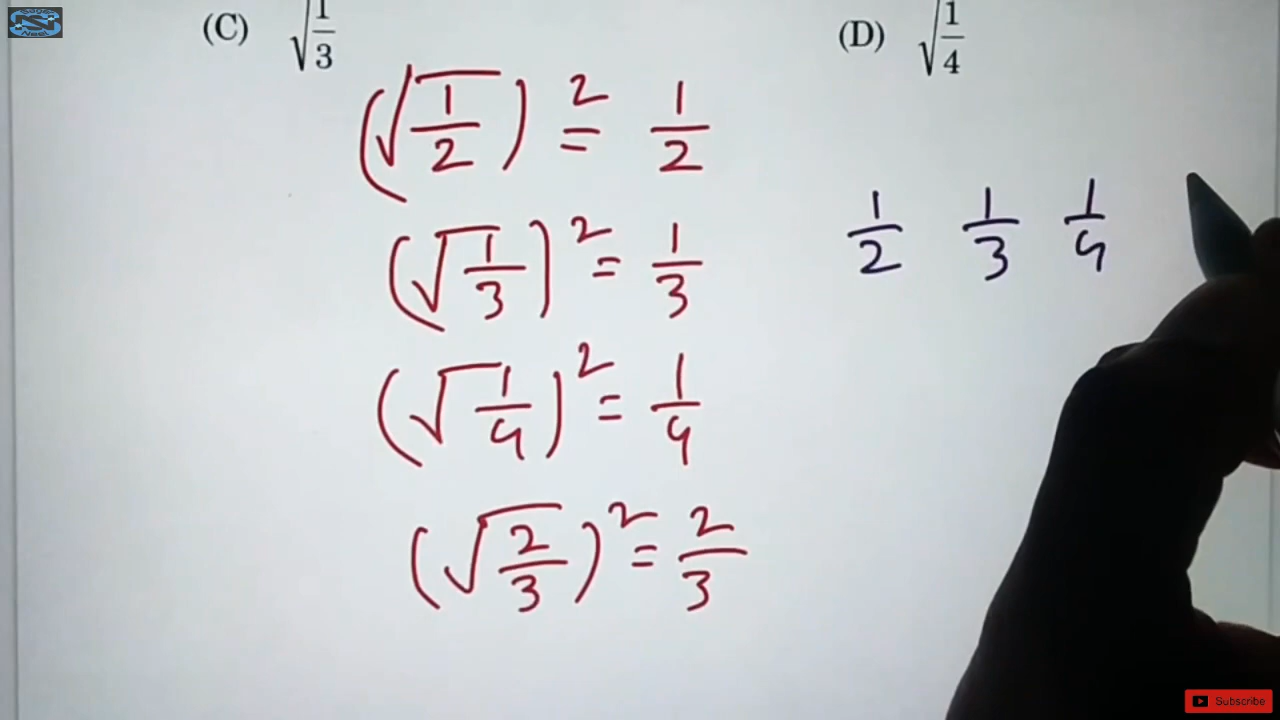 (C) √1/3
(D) √1/4
(√1/2)² = 1/2
1/2 1/3 1/4
(√1/3)² = 1/3
(√1/4)² = 1/4
(√2/3)² = 2/3
Subscribe